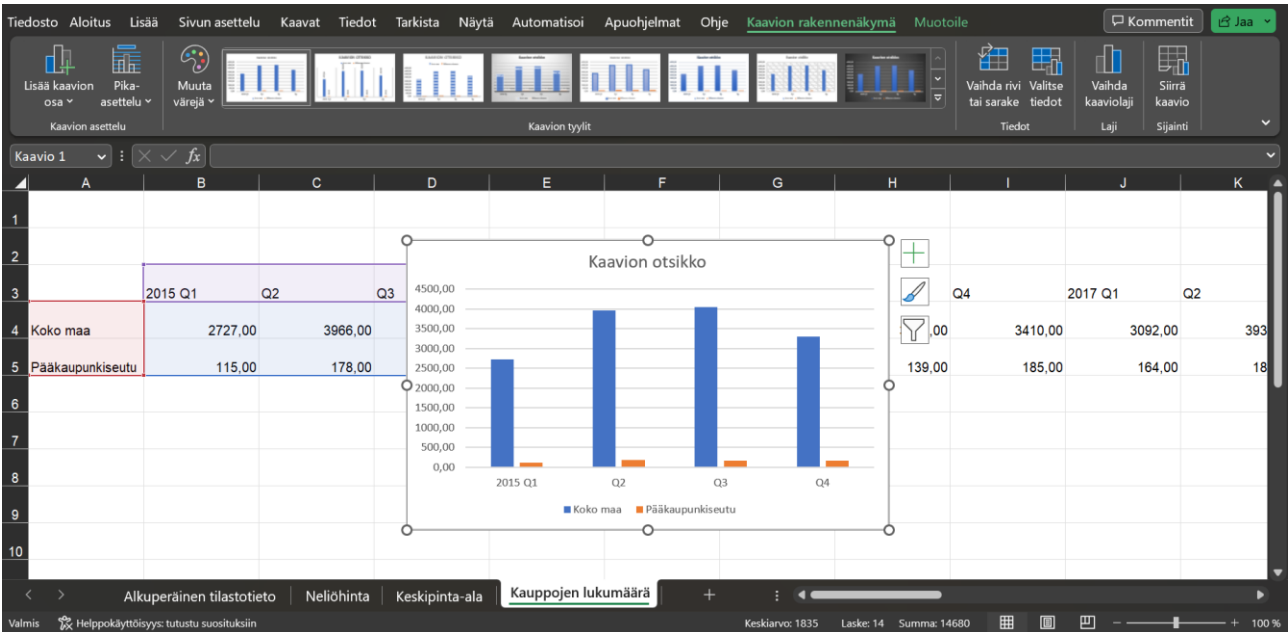 Tiedosto Aloitus Lisää Sivun asettelu Kaavat Tiedot Tarkista Näytä Automatisoi Apuohjelmat Ohje Kaavion rakennenäkymä Muotoile Kommentit Jaa
Lisää kaavion osa Pika-asettelu Muuta värejä Vaihda rivi tai sarake Valitse tiedot Vaihda kaaviolaji Siirrä kaavio
Kaavion asettelu Kaavion tyylit Tiedot Laji Sijainti
Kaavio 1 fx
A B C D E F G H I J K
1
2
3 2015 Q1 Q2 Q3 Q4 2017 Q1 Q2
4 Koko maa 2727,00 3966,00 ,00 3410,00 3092,00 393
5 Pääkaupunkiseutu 115,00 178,00 139,00 185,00 164,00 18
6
7
8
9
10
Kaavion otsikko
4500,00
4000,00
3500,00
3000,00
2500,00
2000,00
1500,00
1000,00
500,00
0,00
2015 Q1 Q2 Q3 Q4
Koko maa Pääkaupunkiseutu
Alkuperäinen tilastotieto Neliöhinta Keskipinta-ala Kauppojen lukumäärä
Valmis Helppokäyttöisyys: tutustu suosituksiin Keskiarvo: 1835 Laske: 14 Summa: 14680 100 %